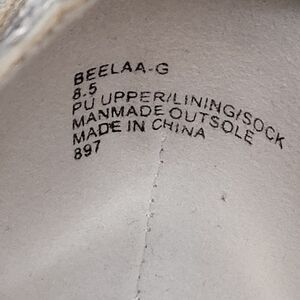 BEELAA-G
8.5
PU UPPER/LINING/SOCK
MANMADE OUTSOLE
MADE IN CHINA
897